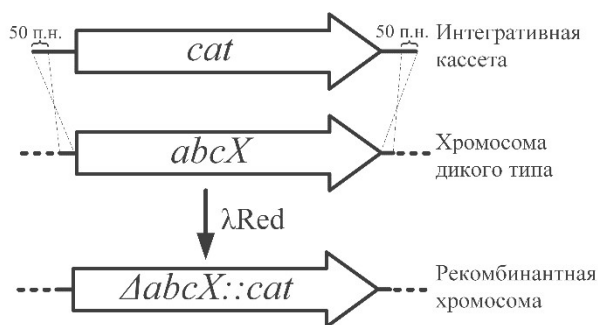 50 п.н.
50 п.н.
cat
Интегративная
кассета
abcX
Хромосома
дикого типа
λRed
ΔabcX::cat
Рекомбинантная
хромосома